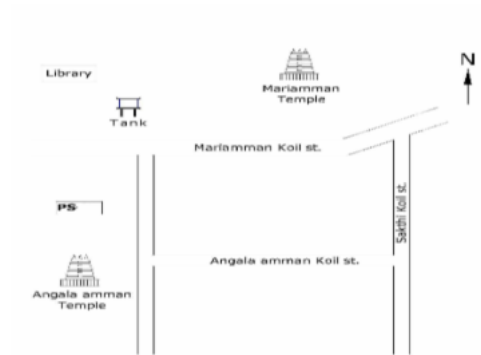 N
Library
Mariamman
Temple
Tank
Mariamman Koil st.
Sakthi Koil st.
PS
Angala amman Koil st.
Angala amman
Temple